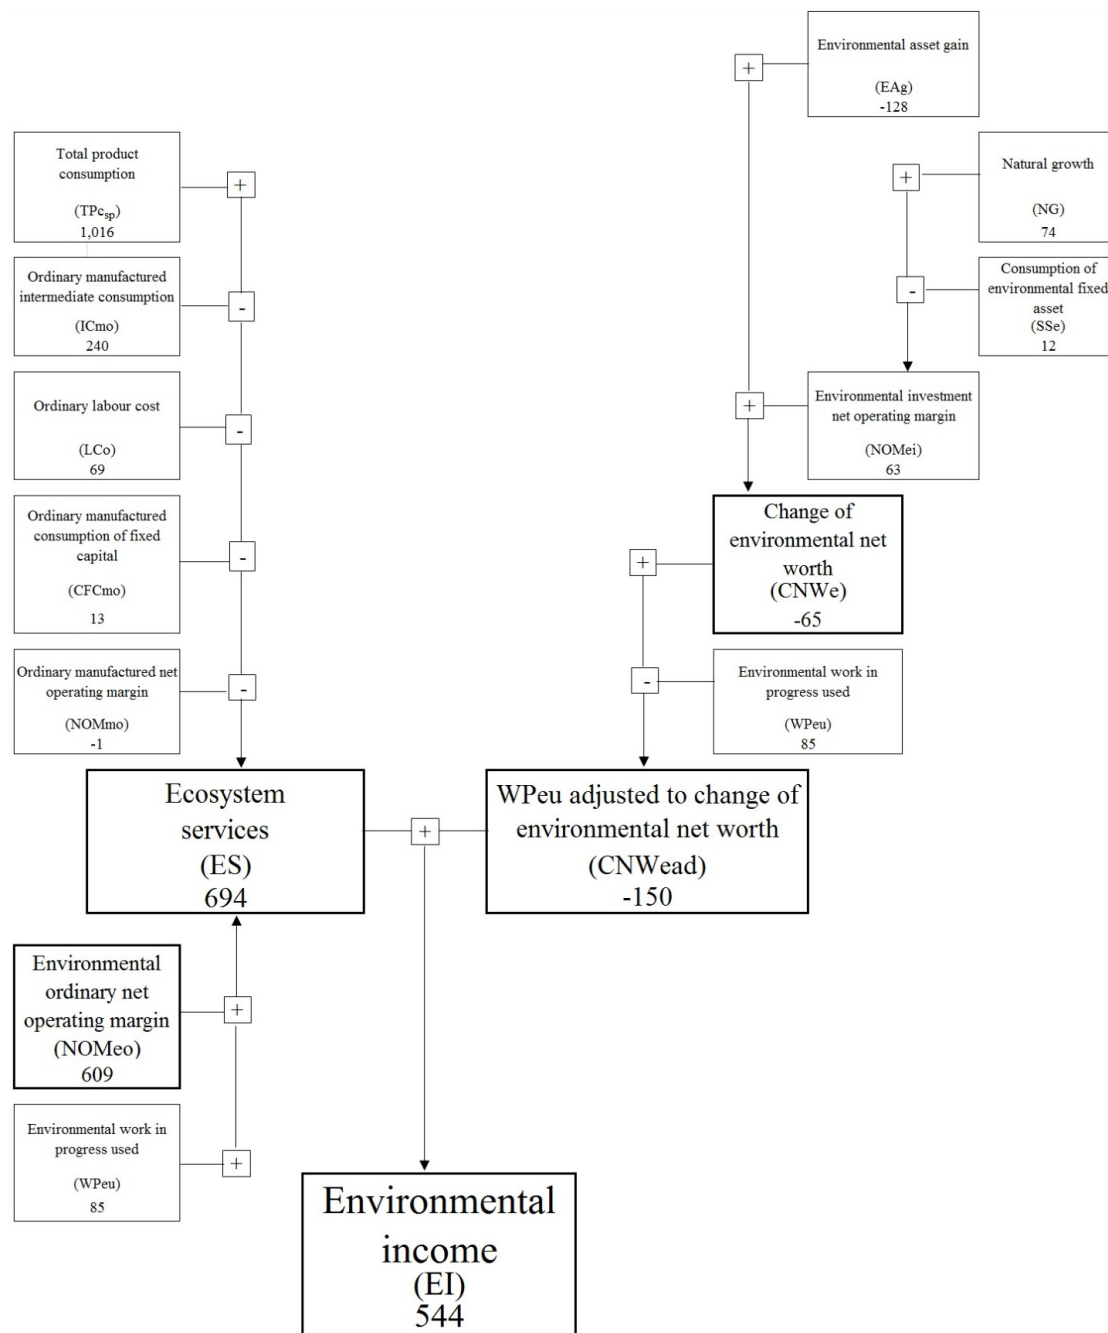 Environmental asset gain
(EAg)
-128
+
Total product
consumption
(TPcsp)
1,016
+
Natural growth
(NG)
74
+
Ordinary manufactured
intermediate consumption
(ICmo)
240
-
Consumption of
environmental fixed
asset
(SSe)
12
-
Ordinary labour cost
(LCo)
69
-
Environmental investment
net operating margin
(NOMei)
63
+
Ordinary manufactured
consumption of fixed
capital
(CFCmo)
13
-
Change of
environmental net
worth
(CNWe)
-65
+
Ordinary manufactured net
operating margin
(NOMmo)
-1
-
Environmental work in
progress used
(WPeu)
85
-
Ecosystem
services
(ES)
694
+
WPeu adjusted to change of
environmental net worth
(CNWead)
-150
Environmental
ordinary net
operating margin
(NOMeo)
609
+
Environmental work in
progress used
(WPeu)
85
+
Environmental
income
(EI)
544